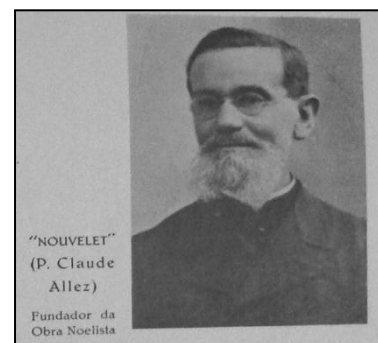 "NOUVELET"
(P. Claude
Allez)
Fundador da
Obra Noelista